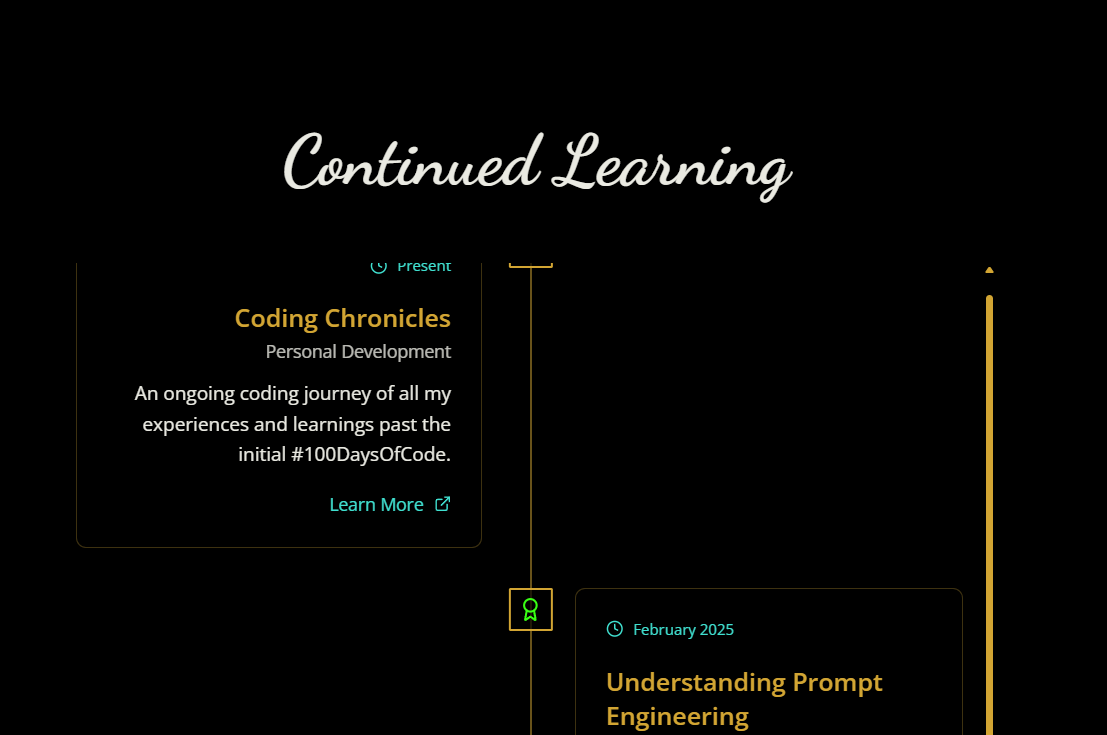 Continued Learning
Present
Coding Chronicles
Personal Development
An ongoing coding journey of all my
experiences and learnings past the
initial #100DaysOfCode.
Learn More
February 2025
Understanding Prompt
Engineering